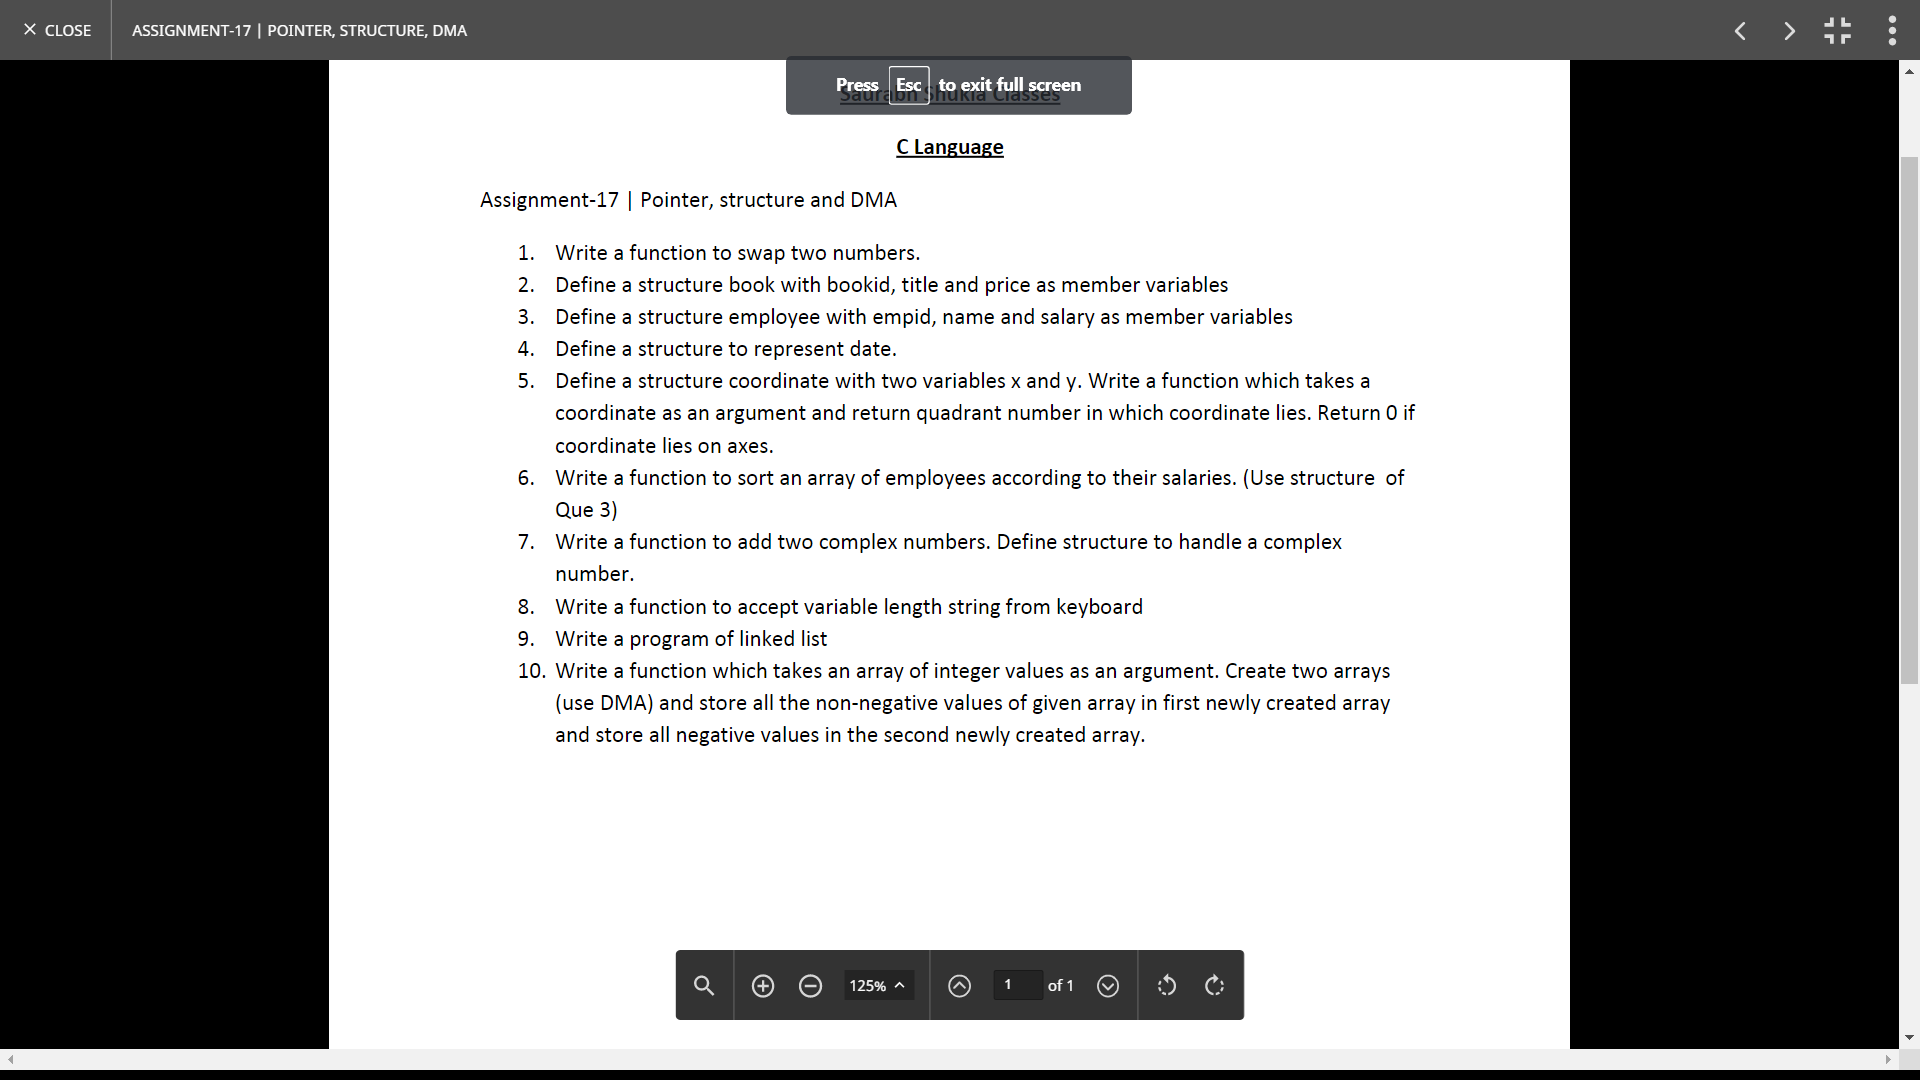 CLOSE
ASSIGNMENT-17 | POINTER, STRUCTURE, DMA
Press Esc to exit full screen
Saurabh Shukla Classes
C Language
Assignment-17 | Pointer, structure and DMA
1. Write a function to swap two numbers.
2. Define a structure book with bookid, title and price as member variables
3. Define a structure employee with empid, name and salary as member variables
4. Define a structure to represent date.
5. Define a structure coordinate with two variables x and y. Write a function which takes a
coordinate as an argument and return quadrant number in which coordinate lies. Return 0 if
coordinate lies on axes.
6. Write a function to sort an array of employees according to their salaries. (Use structure  of
Que 3)
7. Write a function to add two complex numbers. Define structure to handle a complex
number.
8. Write a function to accept variable length string from keyboard
9. Write a program of linked list
10. Write a function which takes an array of integer values as an argument. Create two arrays
(use DMA) and store all the non-negative values of given array in first newly created array
and store all negative values in the second newly created array.
125% 1 of 1